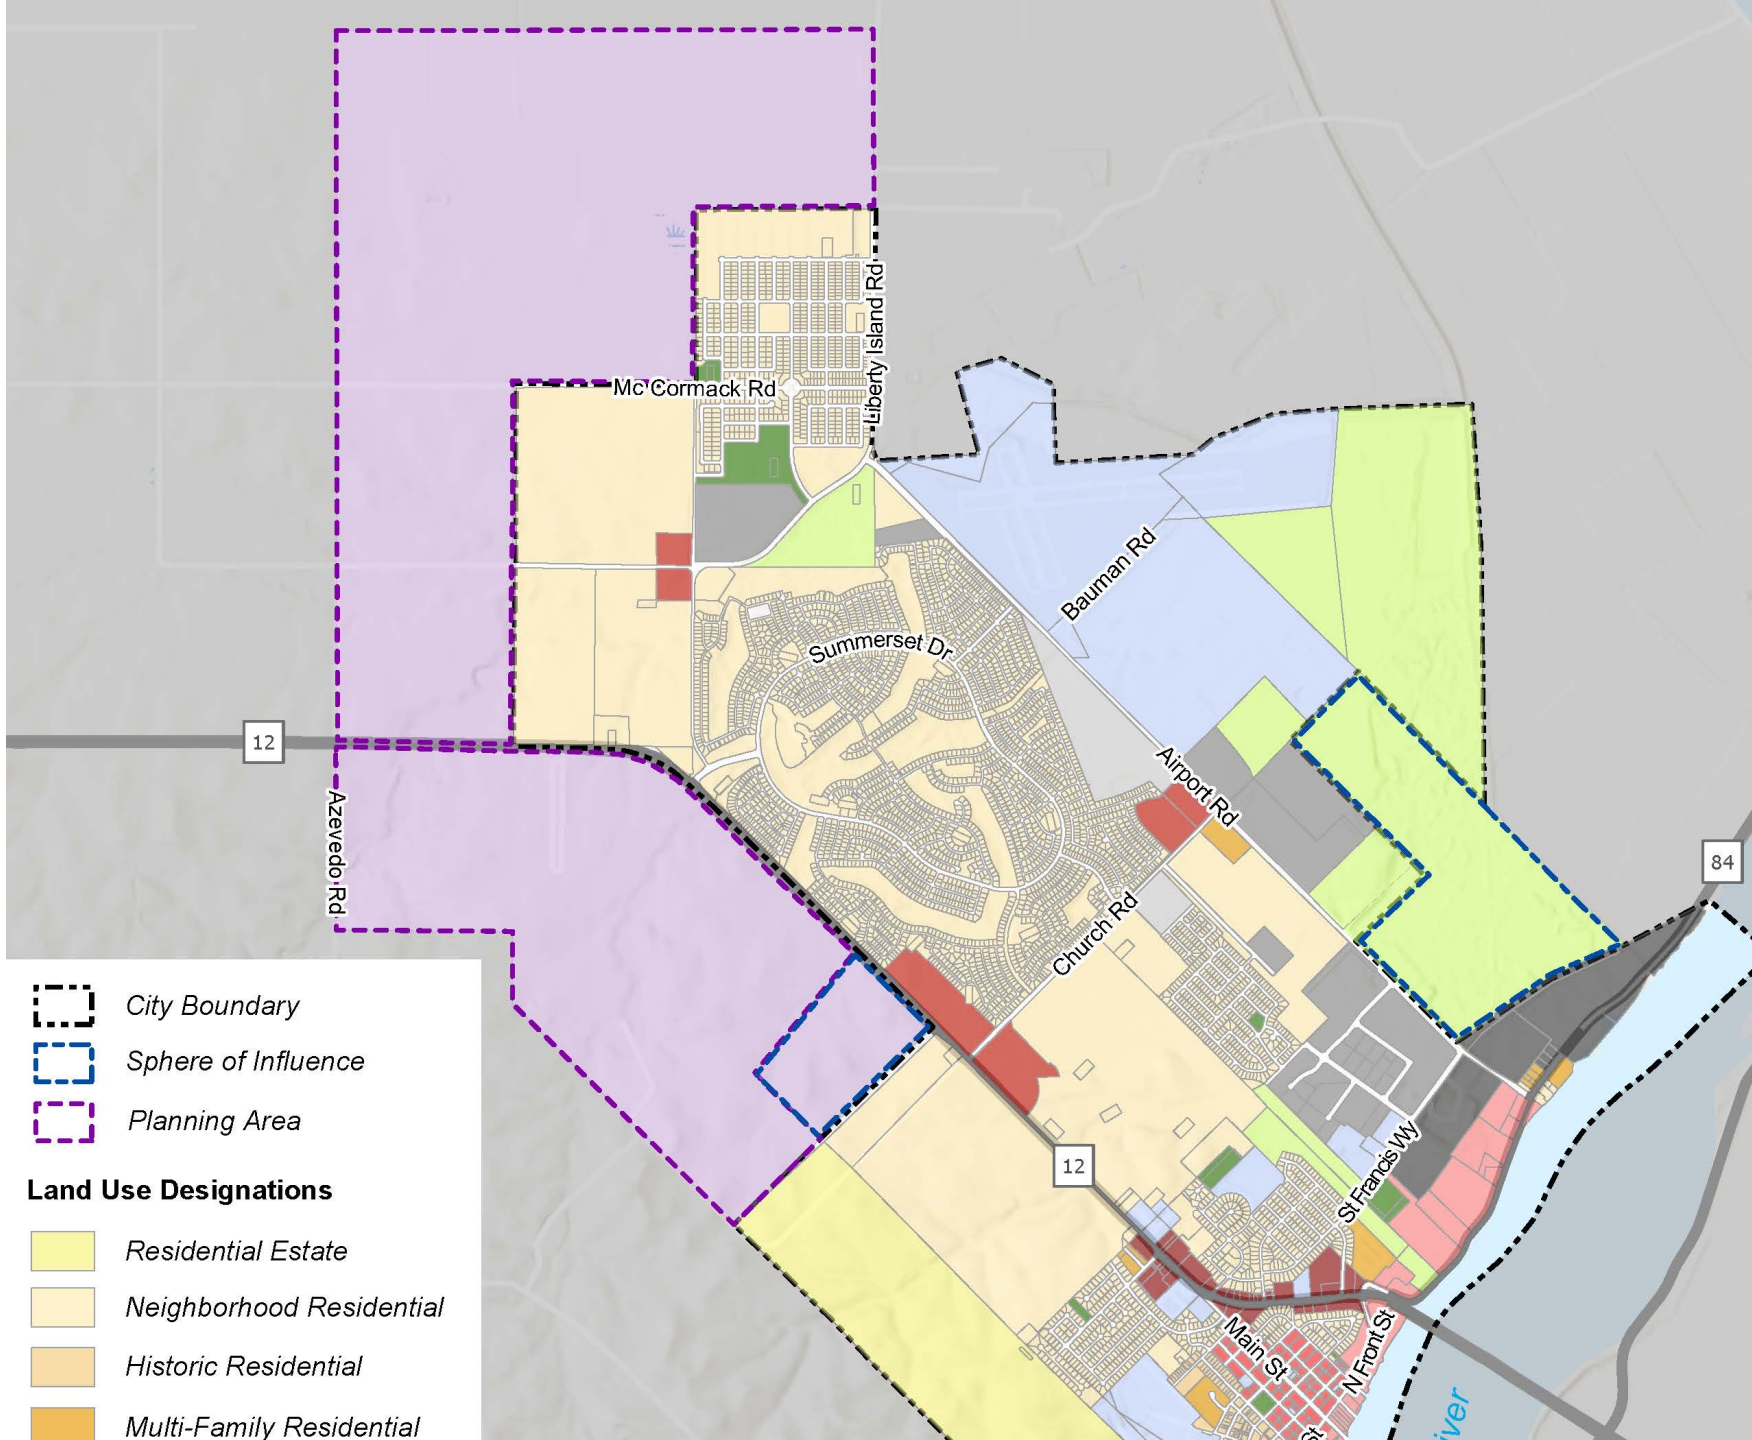 Mc Cormack Rd
Liberty Island Rd
Bauman Rd
Summerset Dr
12
Azevedo Rd
Airport Rd
84
Church Rd
12
St Francis Wy
Main St
N Front St
St
City Boundary
Sphere of Influence
Planning Area
Land Use Designations
Residential Estate
Neighborhood Residential
Historic Residential
Multi-Family Residential